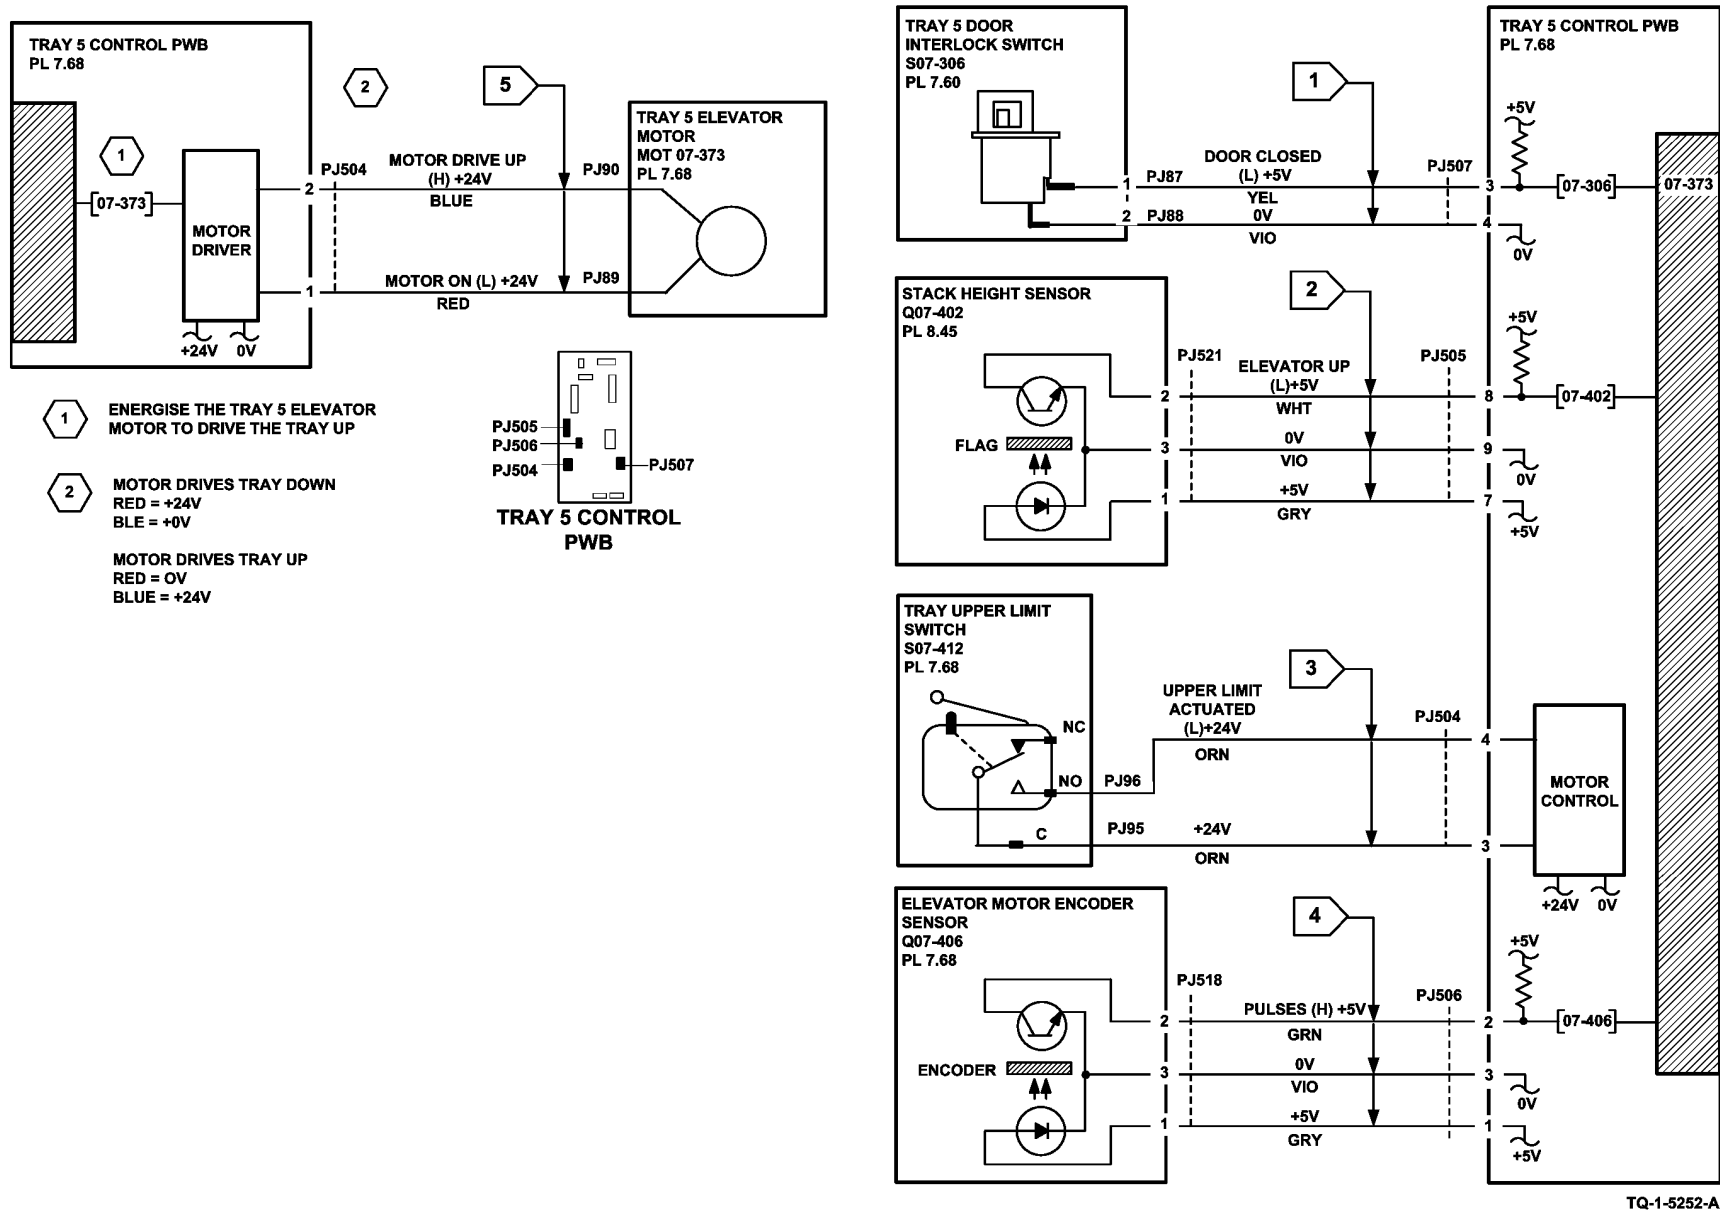 TRAY 5 CONTROL PWB
PL 7.68
1
[07-373]
MOTOR
DRIVER
+24V
0V
2
1
PJ504
2
5
MOTOR DRIVE UP
(H) +24V
BLUE
PJ90
MOTOR ON (L) +24V
RED
PJ89
TRAY 5 ELEVATOR
MOTOR
MOT 07-373
PL 7.68
1
ENERGISE THE TRAY 5 ELEVATOR
MOTOR TO DRIVE THE TRAY UP
2
MOTOR DRIVES TRAY DOWN
RED = +24V
BLE = +0V
MOTOR DRIVES TRAY UP
RED = OV
BLUE = +24V
PJ505
PJ506
PJ504
PJ507
TRAY 5 CONTROL
PWB
TRAY 5 DOOR
INTERLOCK SWITCH
S07-306
PL 7.60
1
2
PJ87
PJ88
1
DOOR CLOSED
(L) +5V
YEL
0V
VIO
PJ507
3
4
TRAY 5 CONTROL PWB
PL 7.68
+5V
[07-306]
07-373
0V
STACK HEIGHT SENSOR
Q07-402
PL 8.45
FLAG
2
3
1
PJ521
2
ELEVATOR UP
(L)+5V
WHT
0V
VIO
+5V
GRY
PJ505
8
9
7
+5V
[07-402]
0V
+5V
TRAY UPPER LIMIT
SWITCH
S07-412
PL 7.68
NC
NO
C
PJ96
PJ95
3
UPPER LIMIT
ACTUATED
(L)+24V
ORN
+24V
ORN
PJ504
4
3
MOTOR
CONTROL
+24V
0V
ELEVATOR MOTOR ENCODER
SENSOR
Q07-406
PL 7.68
ENCODER
2
3
1
PJ518
4
PULSES (H) +5V
GRN
0V
VIO
+5V
GRY
PJ506
2
3
1
+5V
[07-406]
0V
+5V
TQ-1-5252-A